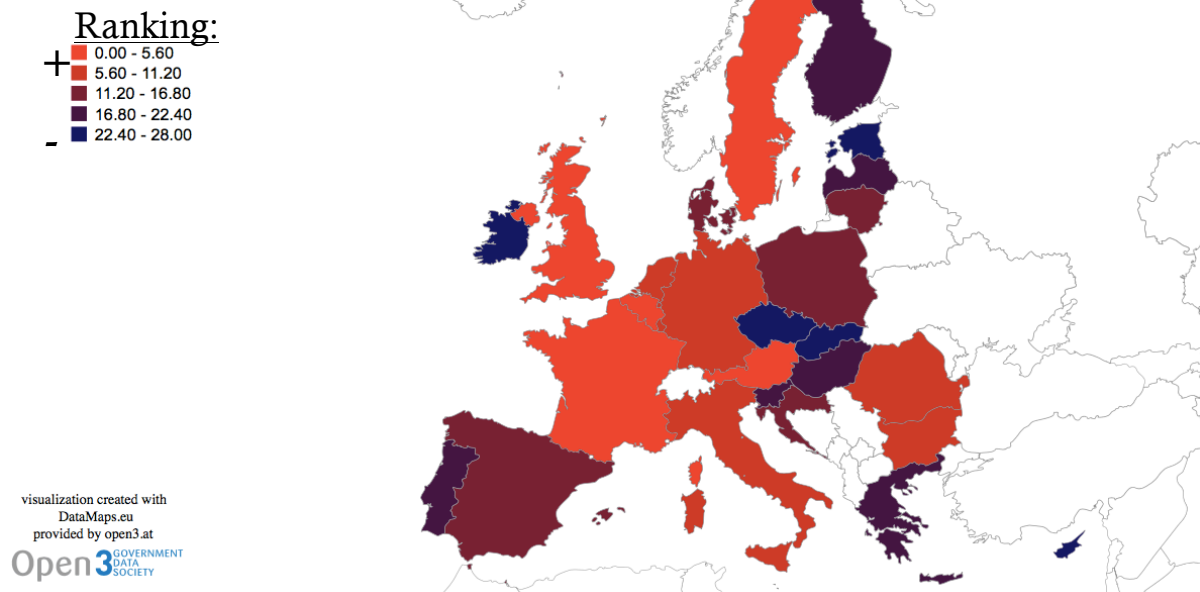 Ranking:
+
0.00 - 5.60
5.60 - 11.20
11.20 - 16.80
16.80 - 22.40
-
22.40 - 28.00
visualization created with
DataMaps.eu
provided by open3.at
Open3 GOVERNMENT
DATA
SOCIETY